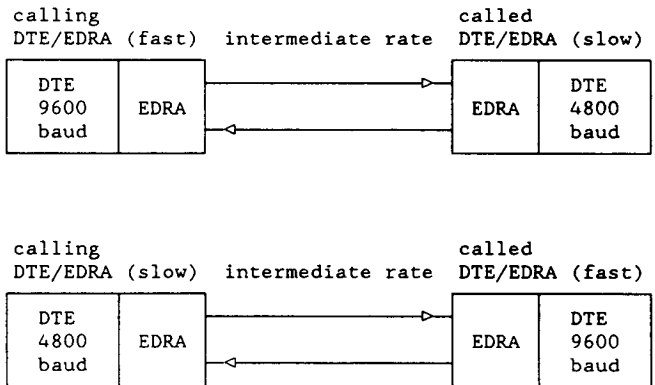 calling called
DTE/EDRA (fast) intermediate rate DTE/EDRA (slow)
DTE DTE
9600 EDRA EDRA 4800
baud baud
calling called
DTE/EDRA (slow) intermediate rate DTE/EDRA (fast)
DTE DTE
4800 EDRA EDRA 9600
baud baud